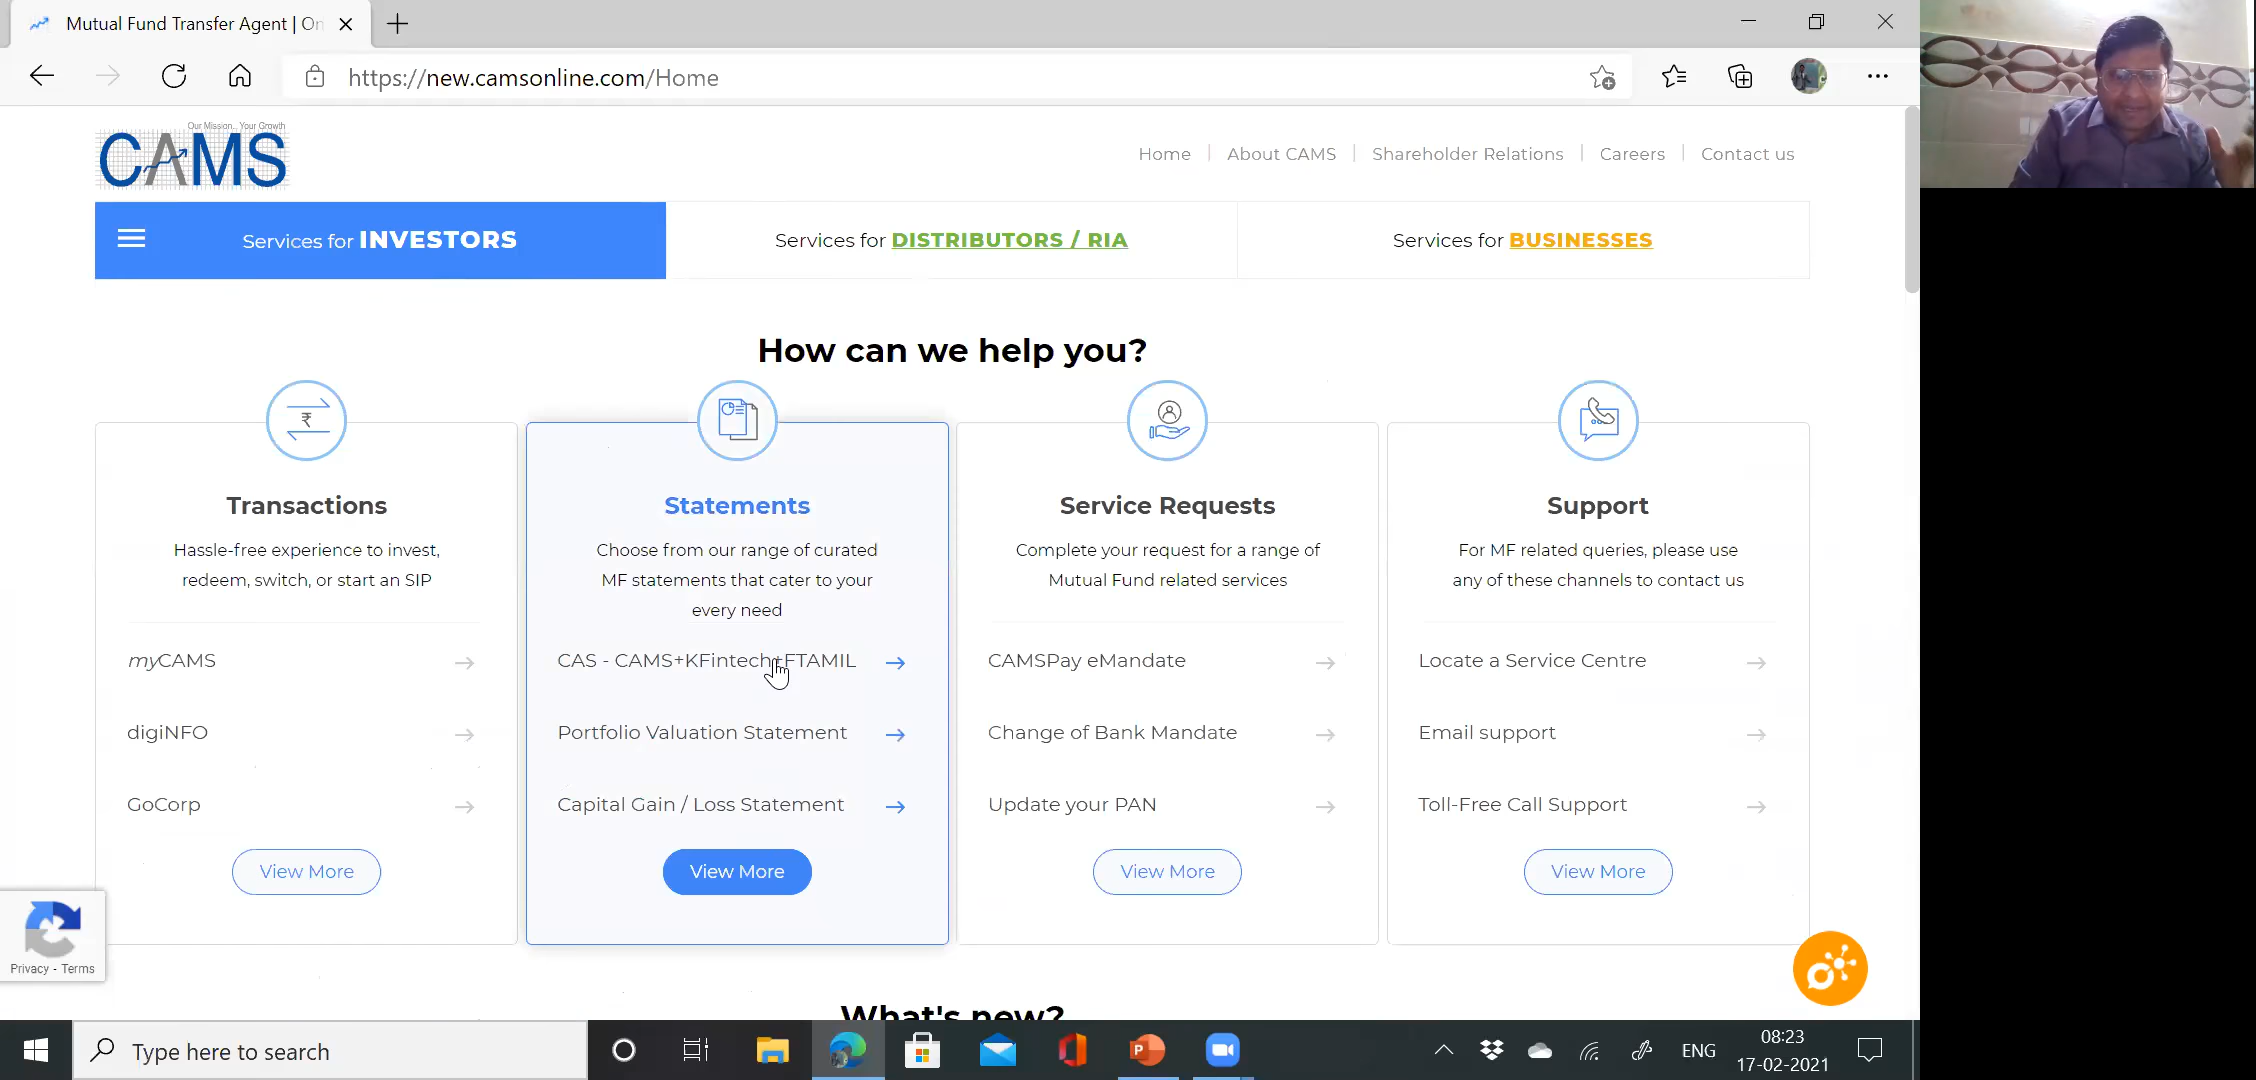 Mutual Fund Transfer Agent | On
https://new.camsonline.com/Home
Our Mission... Your Growth
CAMS
Home | About CAMS | Shareholder Relations | Careers | Contact us
Services for INVESTORS
Services for DISTRIBUTORS / RIA
Services for BUSINESSES
How can we help you?
Transactions
Hassle-free experience to invest,
redeem, switch, or start an SIP
myCAMS
digiNFO
GoCorp
View More
Statements
Choose from our range of curated
MF statements that cater to your
every need
CAS - CAMS+KFintech+FTAMIL
Portfolio Valuation Statement
Capital Gain / Loss Statement
View More
Service Requests
Complete your request for a range of
Mutual Fund related services
CAMSPay eMandate
Change of Bank Mandate
Update your PAN
View More
Support
For MF related queries, please use
any of these channels to contact us
Locate a Service Centre
Email support
Toll-Free Call Support
View More
Privacy - Terms
What's new?
Type here to search
ENG
08:23
17-02-2021